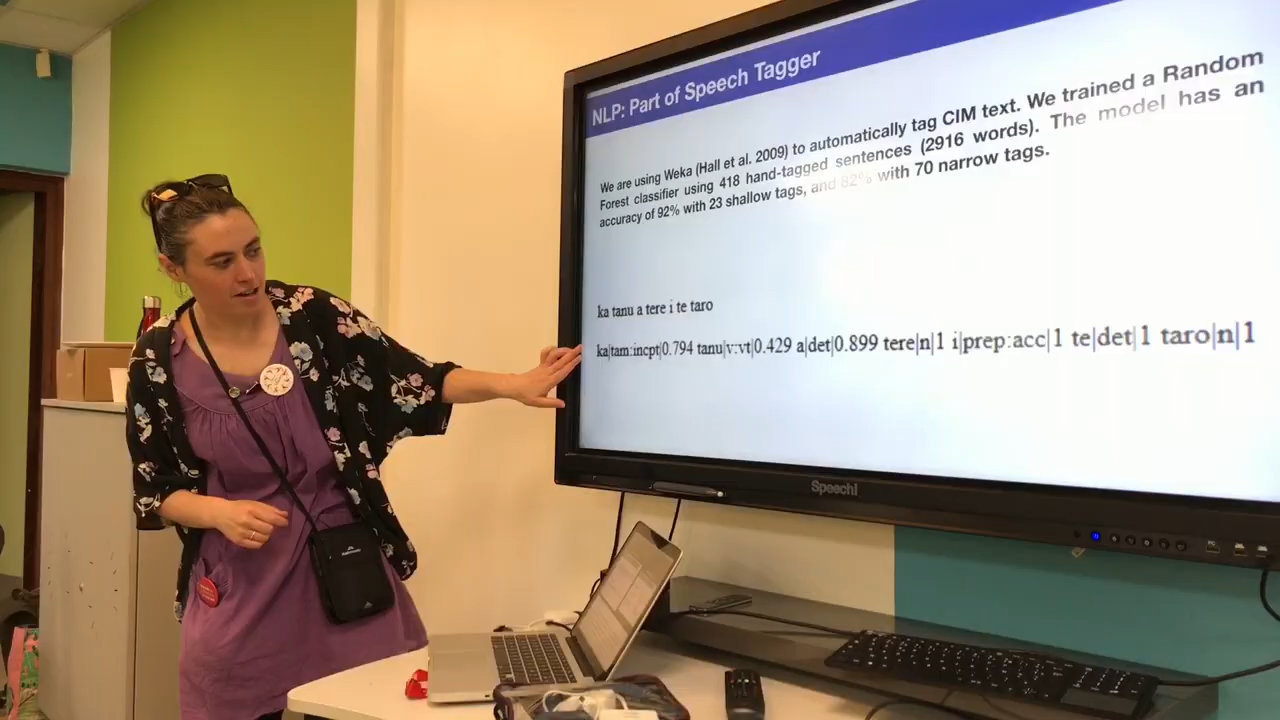 NLP: Part of Speech Tagger
We are using Weka (Hall et al. 2009) to automatically tag CIM text. We trained a Random
Forest classifier using 418 hand-tagged sentences (2916 words). The model has an
accuracy of 92% with 23 shallow tags, and 82% with 70 narrow tags.
ka tanu a tere i te taro
ka|tam:incpt|0.794 tanu|v:vt|0.429 a|det|0.899 tere|n|1 i|prep:acc|1 te|det|1 taro|n|1
Speechi